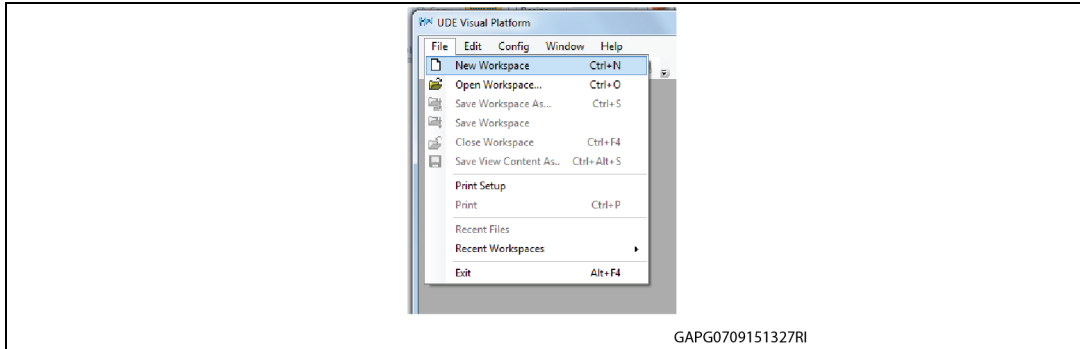 UDE Visual Platform
File Edit Config Window Help
New Workspace Ctrl+N
Open Workspace... Ctrl+O
Save Workspace As... Ctrl+S
Save Workspace
Close Workspace Ctrl+F4
Save View Content As.. Ctrl+Alt+S
Print Setup
Print Ctrl+P
Recent Files
Recent Workspaces
Exit Alt+F4
GAPG0709151327RI